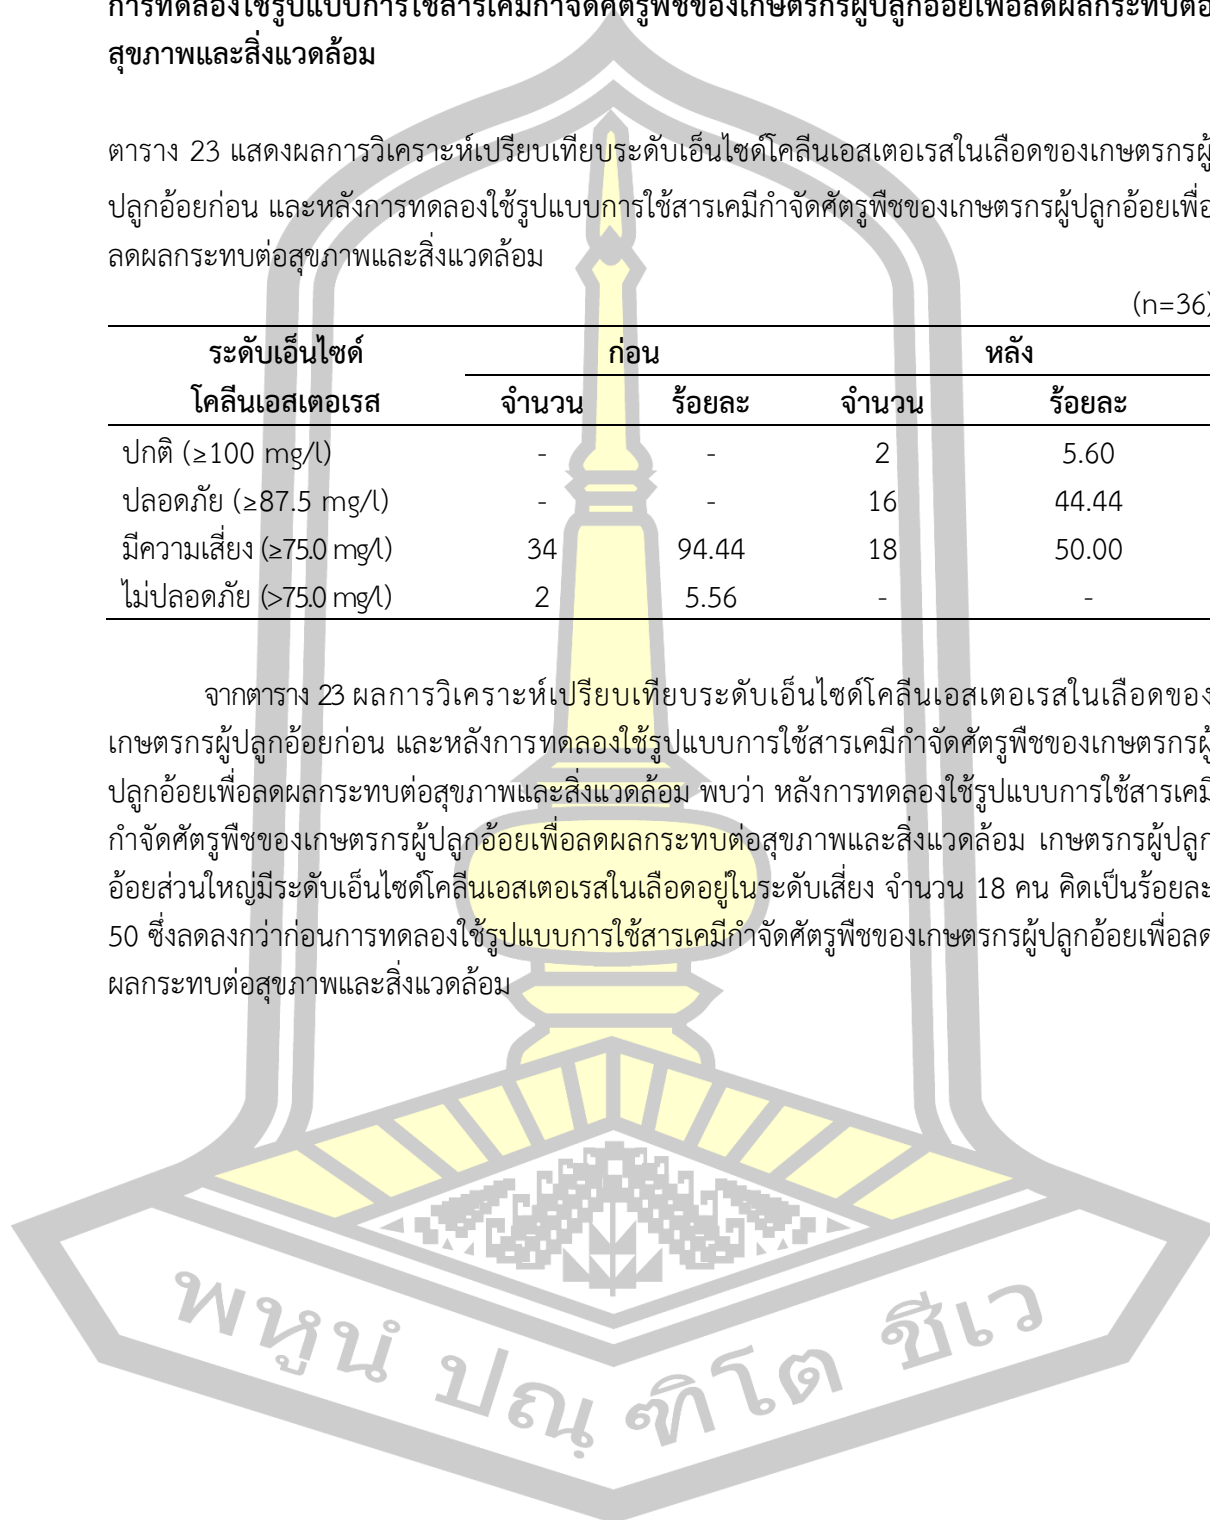 การทดลองใช้รูปแบบการใช้สารเคมีกำจัดศัตรูพืชของเกษตรกรผู้ปลูกอ้อยเพื่อลดผลกระทบต่อ
สุขภาพและสิ่งแวดล้อม
ตาราง 23 แสดงผลการวิเคราะห์เปรียบเทียบระดับเอ็นไซด์โคลีนเอสเตอเรสในเลือดของเกษตรกรผู้
ปลูกอ้อยก่อน และหลังการทดลองใช้รูปแบบการใช้สารเคมีกำจัดศัตรูพืชของเกษตรกรผู้ปลูกอ้อยเพื่อ
ลดผลกระทบต่อสุขภาพและสิ่งแวดล้อม
(n=36)
ระดับเอ็นไซด์ ก่อน หลัง
โคลีนเอสเตอเรส จำนวน ร้อยละ จำนวน ร้อยละ
ปกติ (≥100 mg/l) - - 2 5.60
ปลอดภัย (≥87.5 mg/l) - - 16 44.44
มีความเสี่ยง (≥75.0 mg/l) 34 94.44 18 50.00
ไม่ปลอดภัย (>75.0 mg/l) 2 5.56 - -
จากตาราง 23 ผลการวิเคราะห์เปรียบเทียบระดับเอ็นไซด์โคลีนเอสเตอเรสในเลือดของ
เกษตรกรผู้ปลูกอ้อยก่อน และหลังการทดลองใช้รูปแบบการใช้สารเคมีกำจัดศัตรูพืชของเกษตรกรผู้
ปลูกอ้อยเพื่อลดผลกระทบต่อสุขภาพและสิ่งแวดล้อม พบว่า หลังการทดลองใช้รูปแบบการใช้สารเคมี
กำจัดศัตรูพืชของเกษตรกรผู้ปลูกอ้อยเพื่อลดผลกระทบต่อสุขภาพและสิ่งแวดล้อม เกษตรกรผู้ปลูก
อ้อยส่วนใหญ่มีระดับเอ็นไซด์โคลีนเอสเตอเรสในเลือดอยู่ในระดับเสี่ยง จำนวน 18 คน คิดเป็นร้อยละ
50 ซึ่งลดลงกว่าก่อนการทดลองใช้รูปแบบการใช้สารเคมีกำจัดศัตรูพืชของเกษตรกรผู้ปลูกอ้อยเพื่อลด
ผลกระทบต่อสุขภาพและสิ่งแวดล้อม
พหูนํ ปณฺ ฑิโต ชีเว